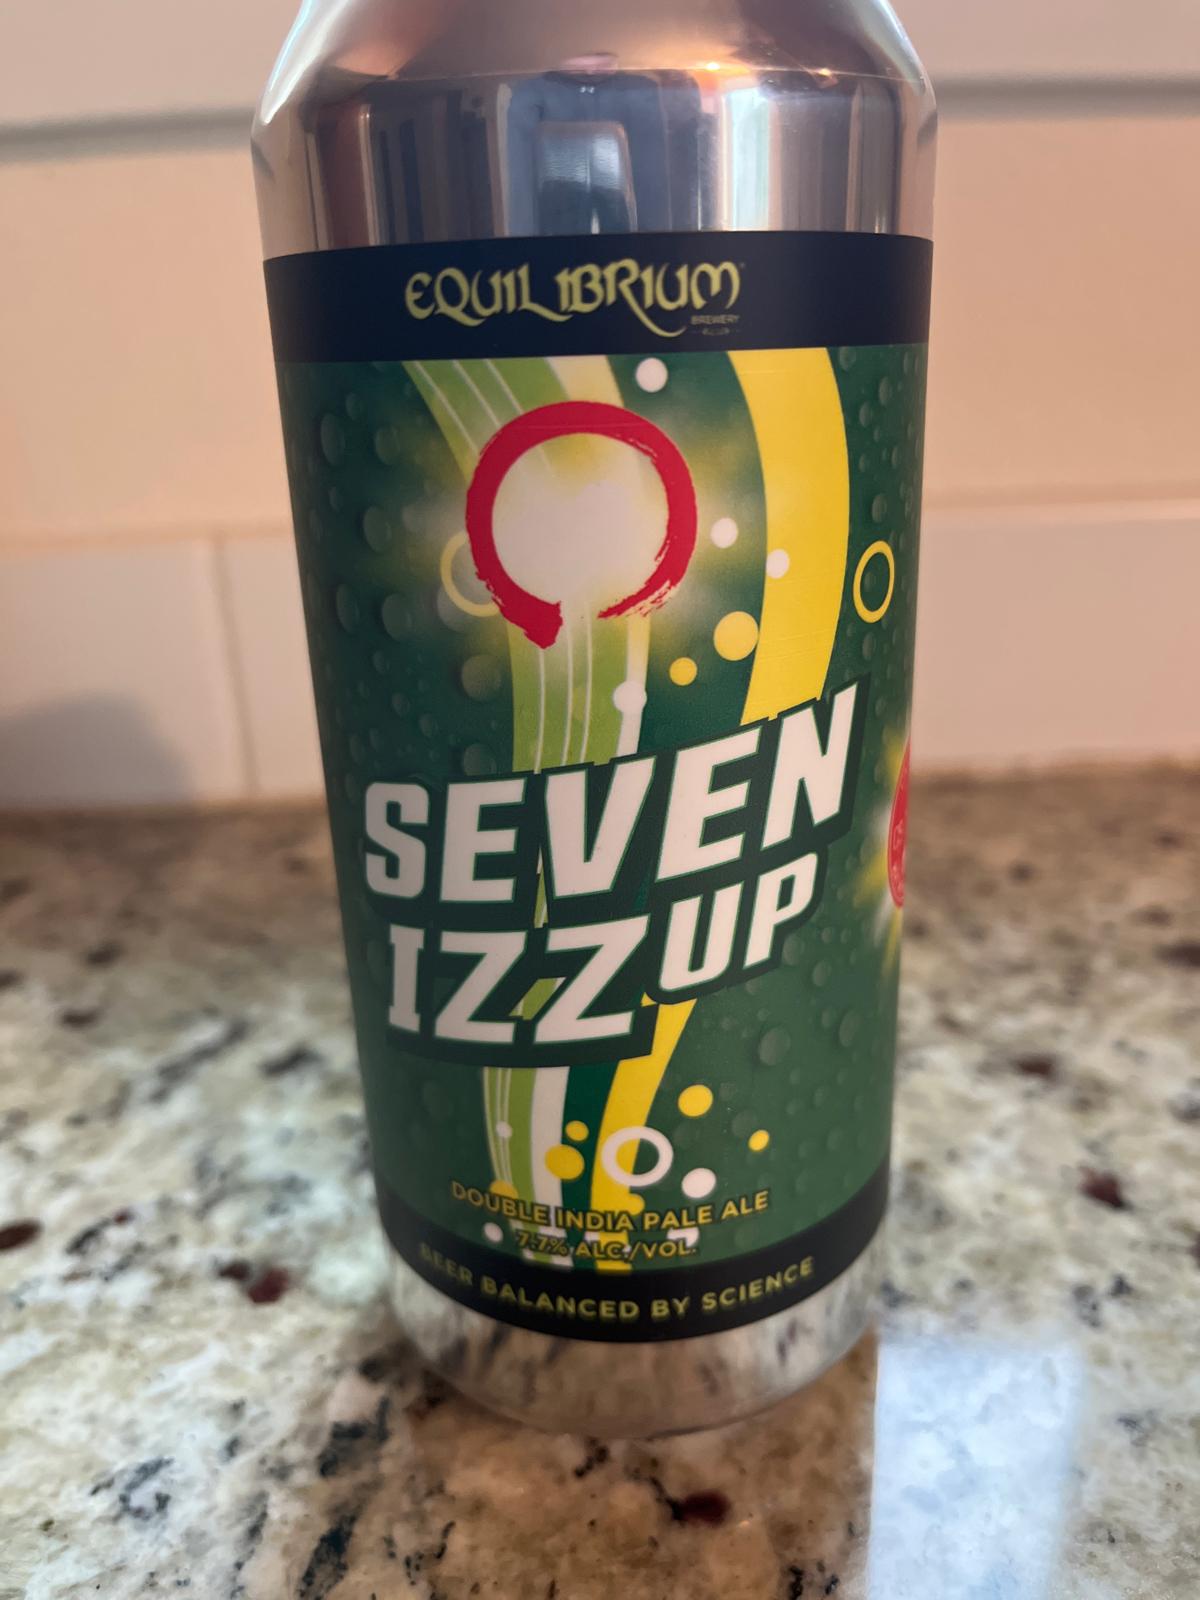 EQUILIBRIUM
BREWERY
SEVEN
IZZUP
DOUBLE INDIA PALE ALE
7.7% ALC./VOL.
BEER BALANCED BY SCIENCE